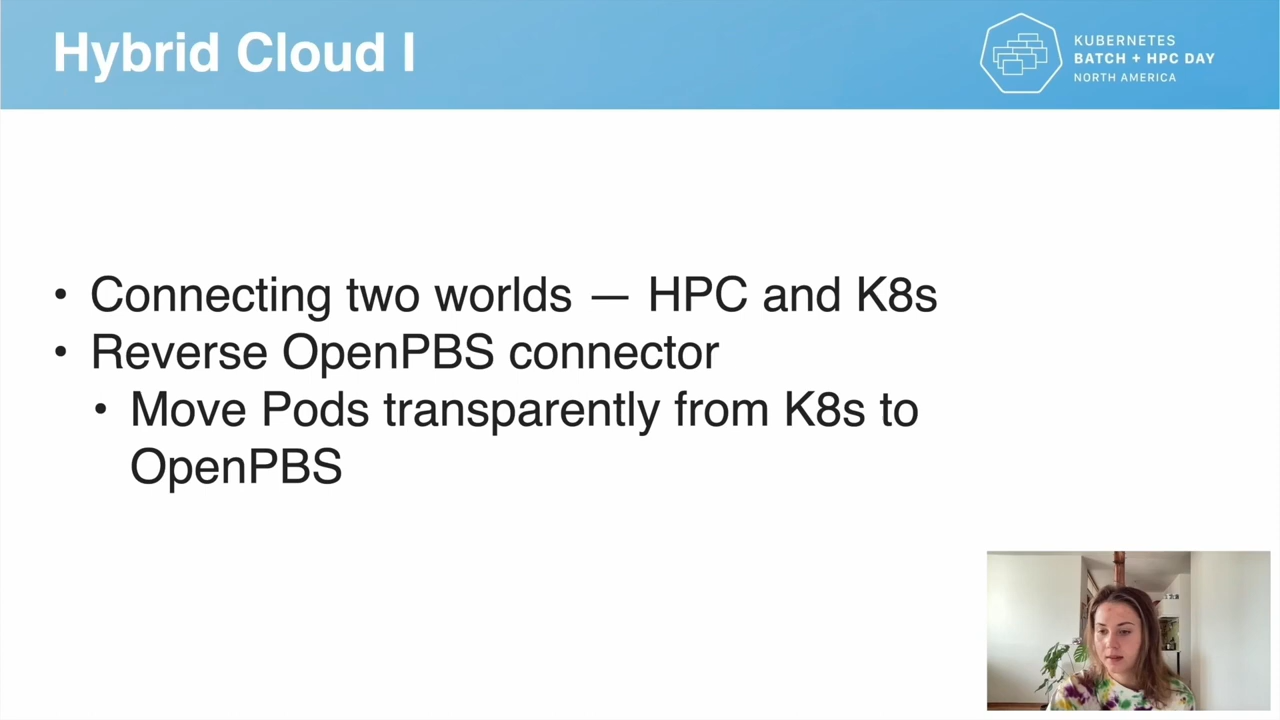 Hybrid Cloud I
KUBERNETES
BATCH + HPC DAY
NORTH AMERICA
• Connecting two worlds — HPC and K8s
• Reverse OpenPBS connector
• Move Pods transparently from K8s to
OpenPBS